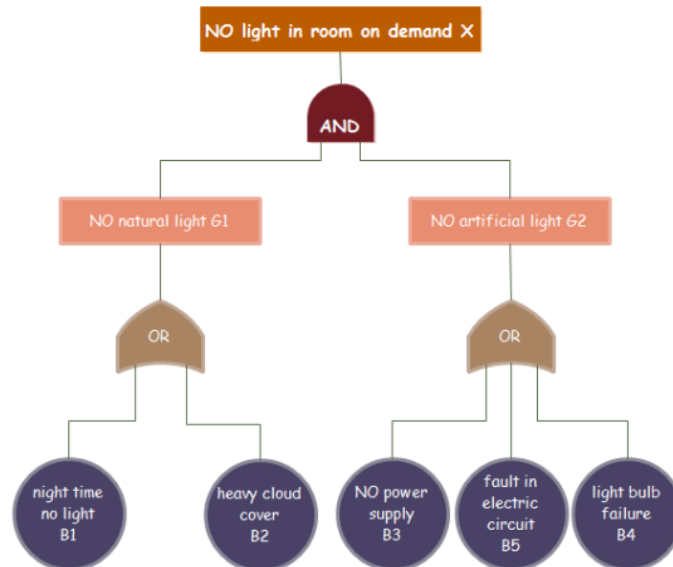 NO light in room on demand X
AND
NO natural light G1
NO artificial light G2
OR
OR
night time
no light
B1
heavy cloud
cover
B2
NO power
supply
B3
fault in
electric
circuit
B5
light bulb
failure
B4